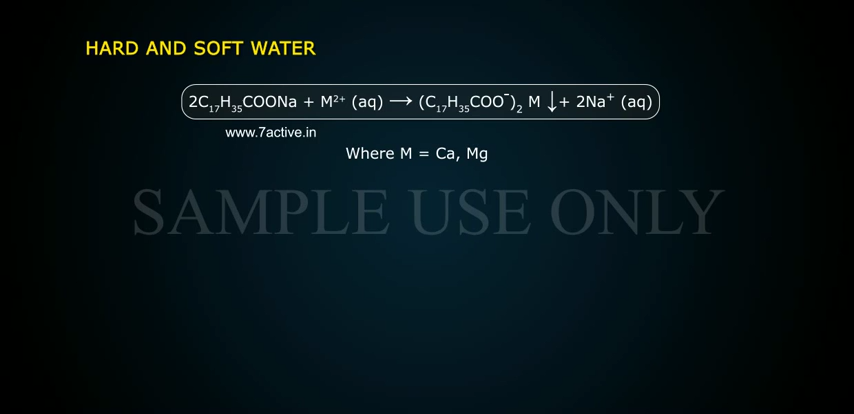 HARD AND SOFT WATER
2C₁₇H₃₅COONa + M²⁺ (aq) ⟶ (C₁₇H₃₅COO⁻)₂ M ↓+ 2Na⁺ (aq)
www.7active.in
Where M = Ca, Mg
SAMPLE USE ONLY